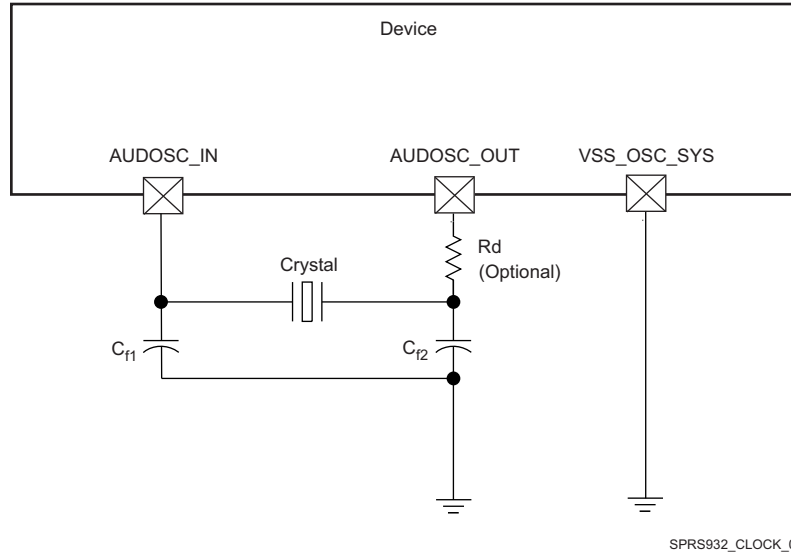 Device
AUDOSC_IN
AUDOSC_OUT
VSS_OSC_SYS
Rd
(Optional)
Crystal
Cf1
Cf2